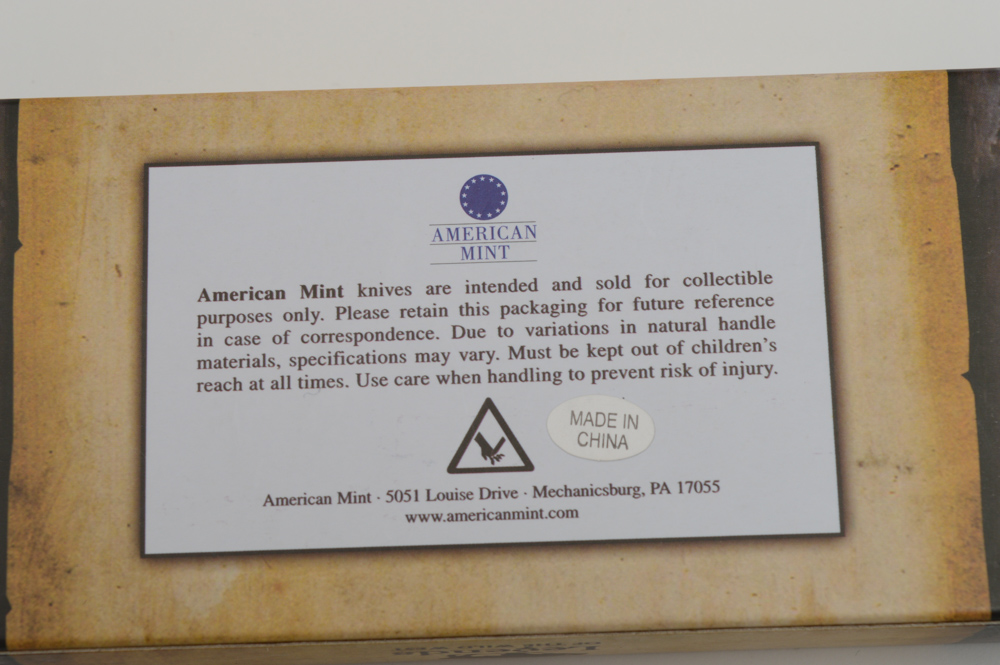 AMERICAN
MINT
American Mint knives are intended and sold for collectible
purposes only. Please retain this packaging for future reference
in case of correspondence. Due to variations in natural handle
materials, specifications may vary. Must be kept out of children's
reach at all times. Use care when handling to prevent risk of injury.
MADE IN
CHINA
American Mint · 5051 Louise Drive · Mechanicsburg, PA 17055
www.americanmint.com